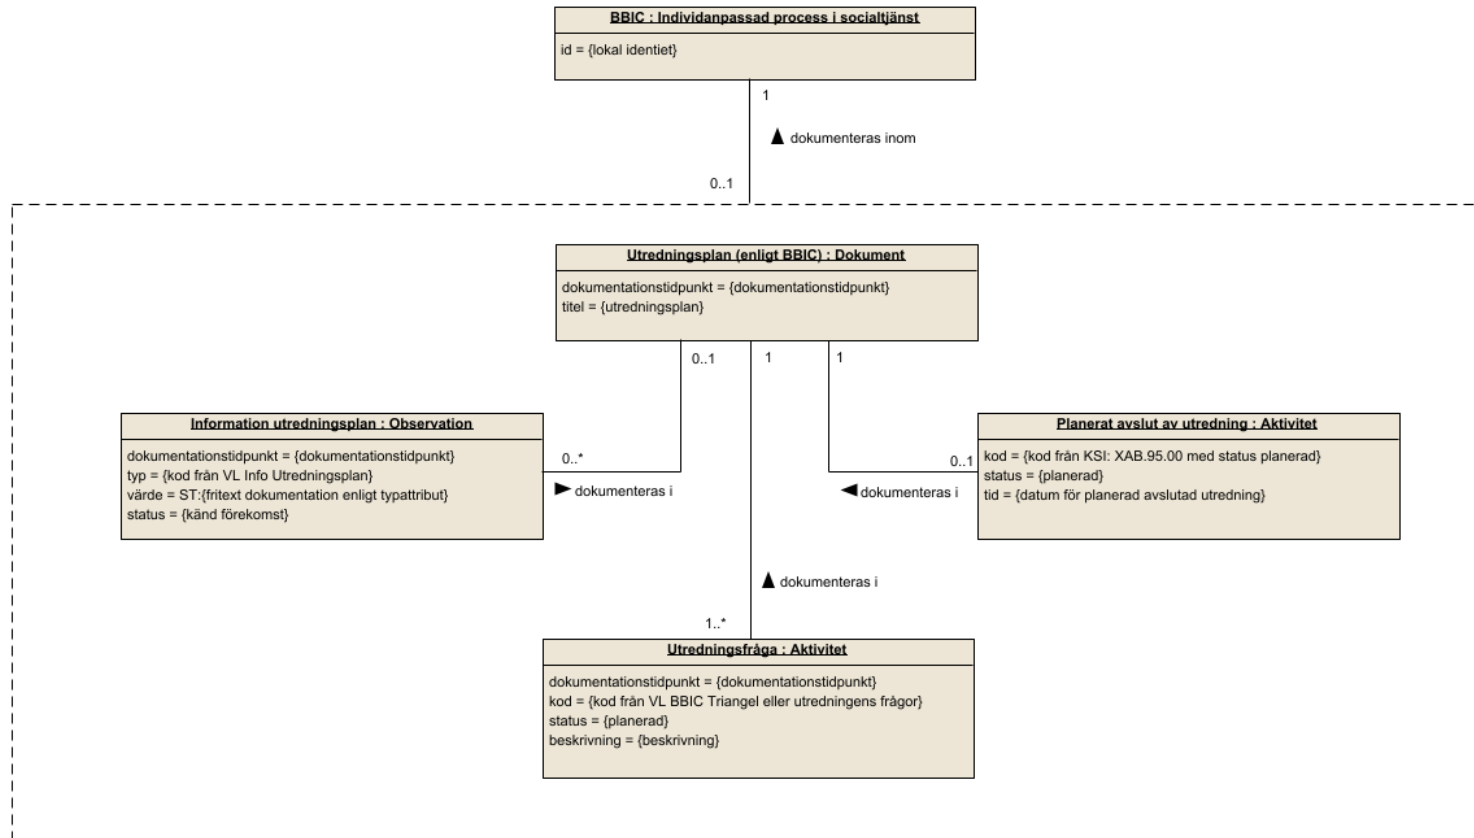 BBIC : Individanpassad process i socialtjänst
id = {lokal identiet}
1
dokumenteras inom
0..1
Utredningsplan (enligt BBIC) : Dokument
dokumentationstidpunkt = {dokumentationstidpunkt}
titel = {utredningsplan}
0..1
1
1
Information utredningsplan : Observation
dokumentationstidpunkt = {dokumentationstidpunkt}
typ = {kod från VL Info Utredningsplan}
värde = ST:{fritext dokumentation enligt typattribut}
status = {känd förekomst}
0..*
dokumenteras i
0..1
dokumenteras i
Planerat avslut av utredning : Aktivitet
kod = {kod från KSI: XAB.95.00 med status planerad}
status = {planerad}
tid = {datum för planerad avslutad utredning}
dokumenteras i
1..*
Utredningsfråga : Aktivitet
dokumentationstidpunkt = {dokumentationstidpunkt}
kod = {kod från VL BBIC Triangel eller utredningens frågor}
status = {planerad}
beskrivning = {beskrivning}